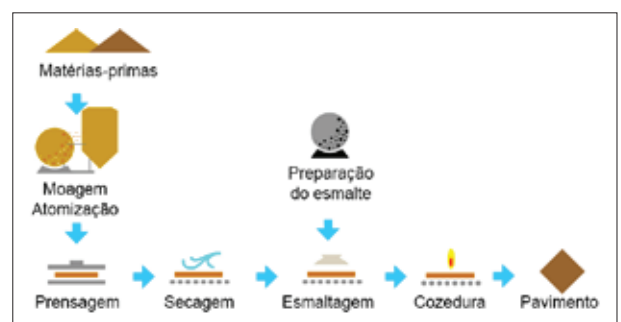 Matérias-primas
Moagem
Atomização
Preparação
do esmalte
Prensagem
Secagem
Esmaltagem
Cozedura
Pavimento